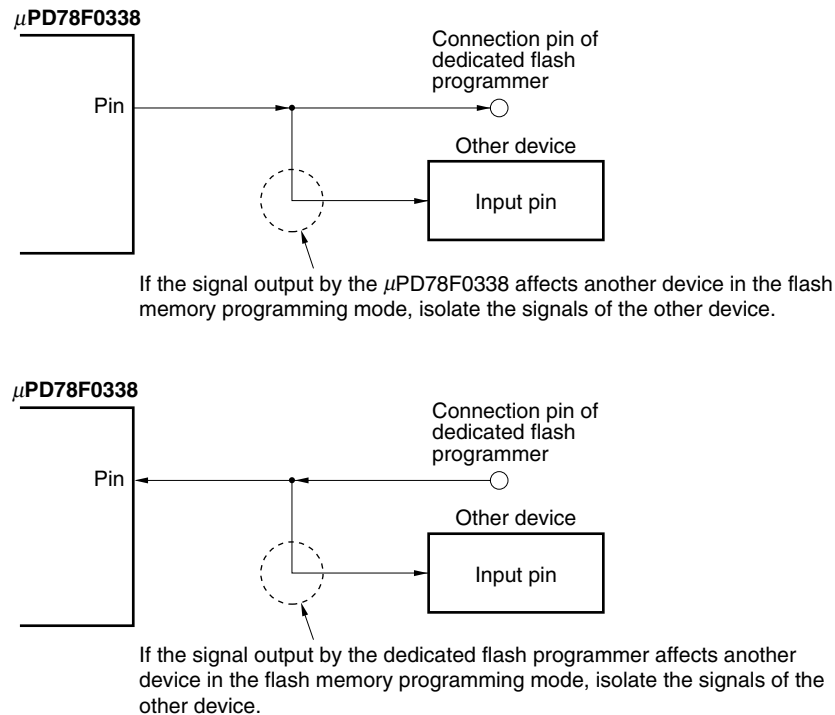 μPD78F0338
Connection pin of
dedicated flash
programmer
Pin
Other device
Input pin
If the signal output by the μPD78F0338 affects another device in the flash
memory programming mode, isolate the signals of the other device.
μPD78F0338
Connection pin of
dedicated flash
programmer
Pin
Other device
Input pin
If the signal output by the dedicated flash programmer affects another
device in the flash memory programming mode, isolate the signals of the
other device.